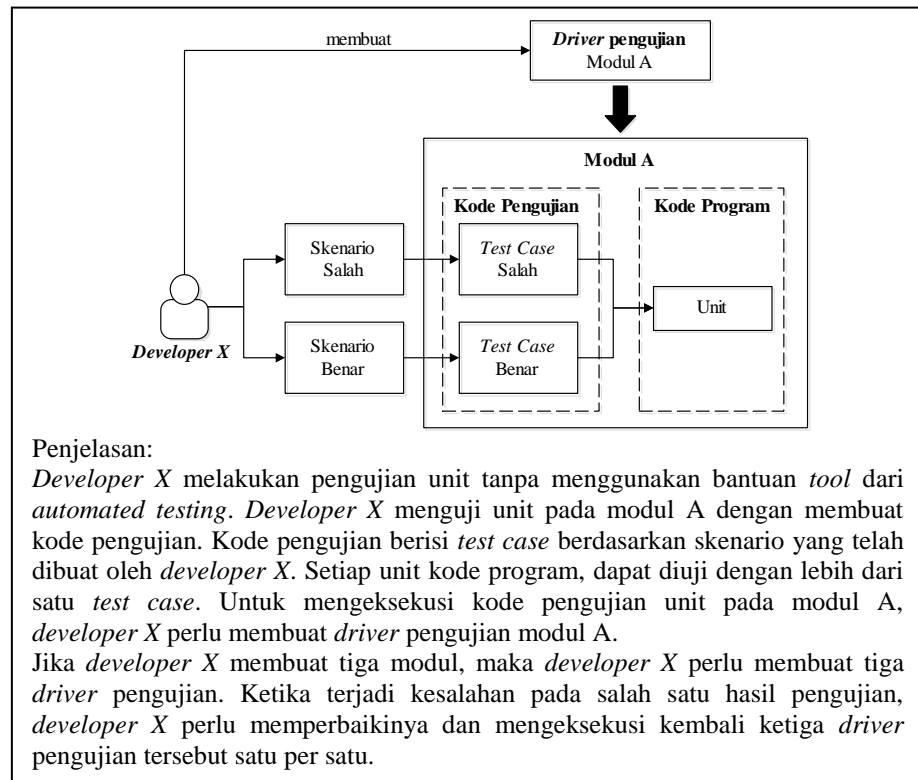 membuat
Driver pengujian
Modul A
Modul A
Kode Pengujian
Kode Program
Skenario
Salah
Test Case
Salah
Unit
Developer X
Skenario
Benar
Test Case
Benar
Penjelasan:
Developer X melakukan pengujian unit tanpa menggunakan bantuan tool dari
automated testing. Developer X menguji unit pada modul A dengan membuat
kode pengujian. Kode pengujian berisi test case berdasarkan skenario yang telah
dibuat oleh developer X. Setiap unit kode program, dapat diuji dengan lebih dari
satu test case. Untuk mengeksekusi kode pengujian unit pada modul A,
developer X perlu membuat driver pengujian modul A.
Jika developer X membuat tiga modul, maka developer X perlu membuat tiga
driver pengujian. Ketika terjadi kesalahan pada salah satu hasil pengujian,
developer X perlu memperbaikinya dan mengeksekusi kembali ketiga driver
pengujian tersebut satu per satu.